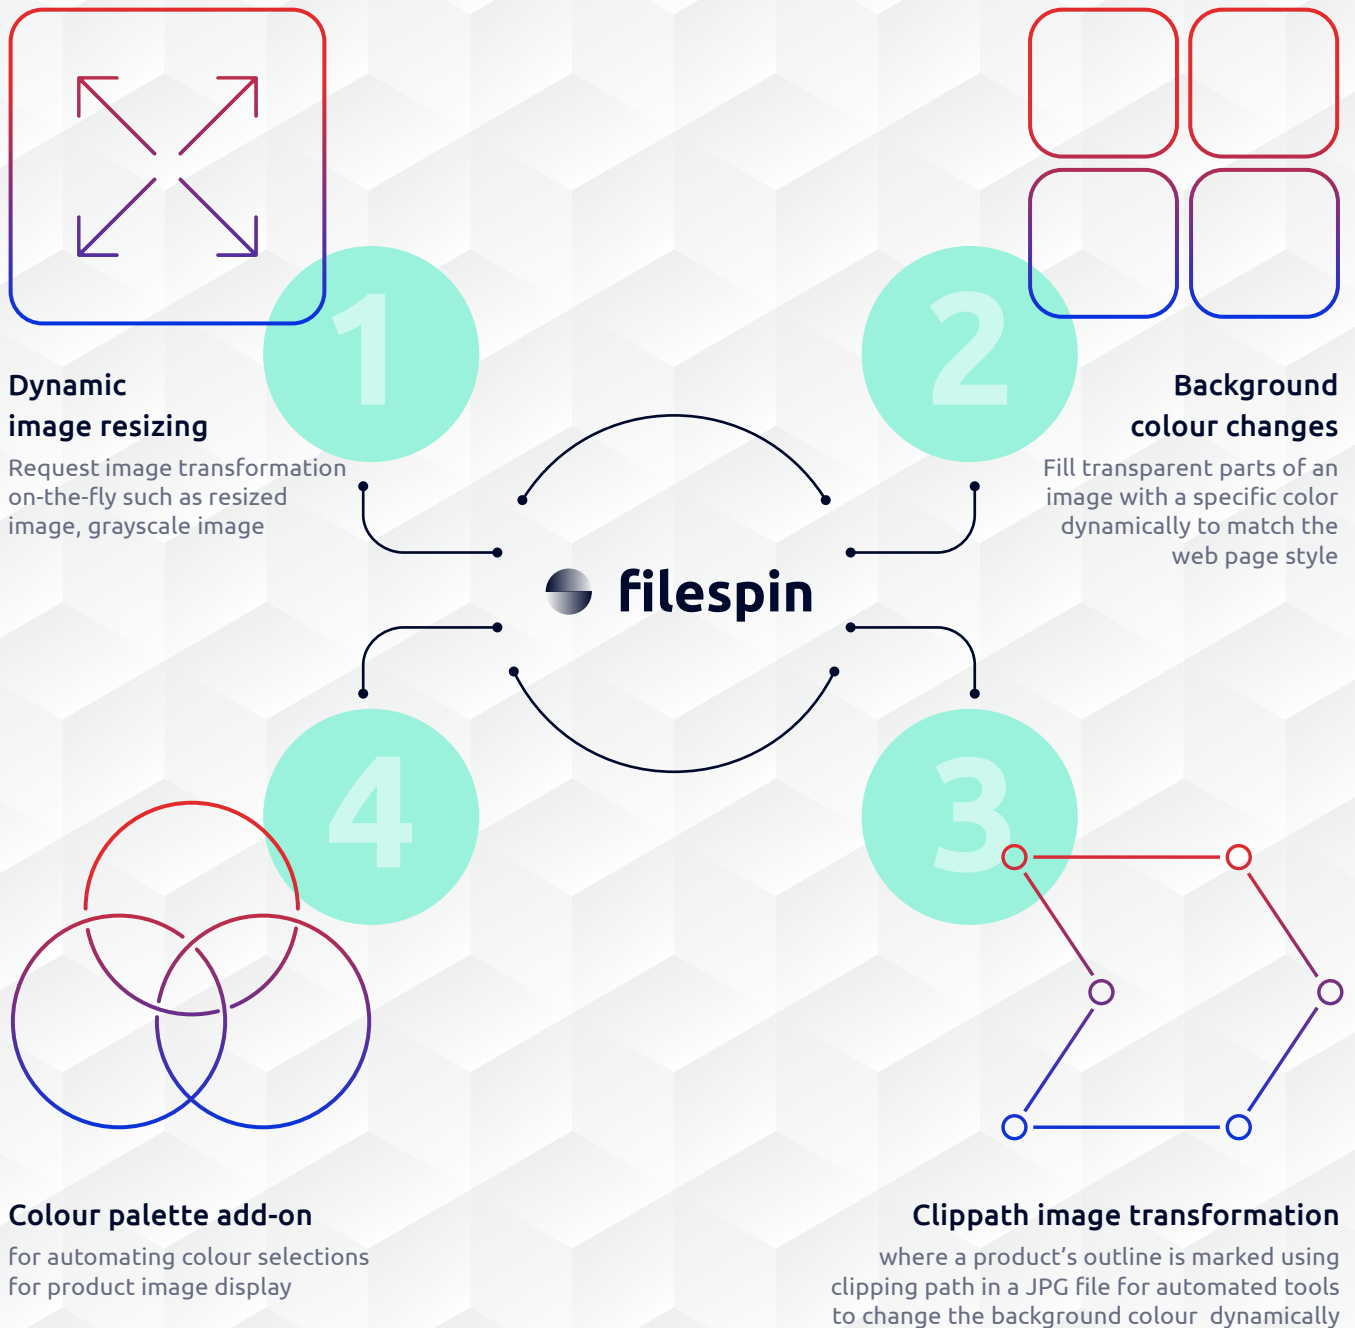 1
Dynamic
image resizing
Request image transformation
on-the-fly such as resized
image, grayscale image
2
Background
colour changes
Fill transparent parts of an
image with a specific color
dynamically to match the
web page style
filespin
4
Colour palette add-on
for automating colour selections
for product image display
3
Clippath image transformation
where a product’s outline is marked using
clipping path in a JPG file for automated tools
to change the background colour dynamically